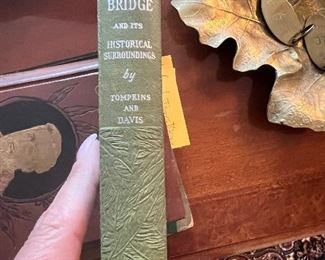 BRIDGE
AND ITS
HISTORICAL
SURROUNDINGS
by
TOMPKINS
AND
DAVIS